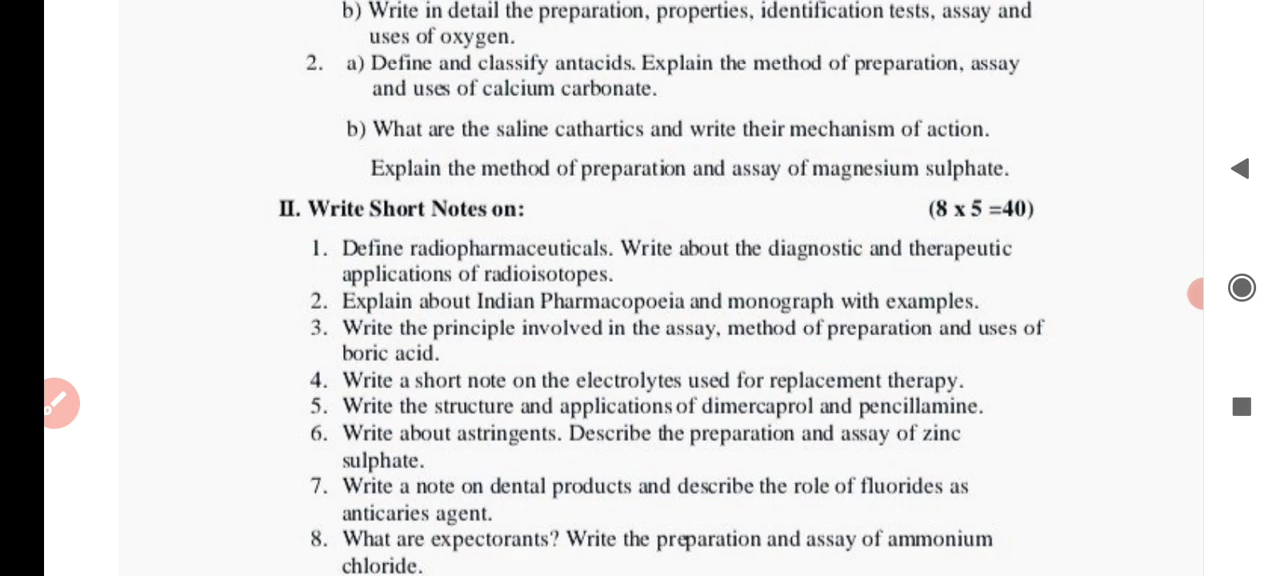 b) Write in detail the preparation, properties, identification tests, assay and
uses of oxygen.
2. a) Define and classify antacids. Explain the method of preparation, assay
and uses of calcium carbonate.
b) What are the saline cathartics and write their mechanism of action.
Explain the method of preparation and assay of magnesium sulphate.
II. Write Short Notes on: (8 x 5 =40)
1. Define radiopharmaceuticals. Write about the diagnostic and therapeutic
applications of radioisotopes.
2. Explain about Indian Pharmacopoeia and monograph with examples.
3. Write the principle involved in the assay, method of preparation and uses of
boric acid.
4. Write a short note on the electrolytes used for replacement therapy.
5. Write the structure and applications of dimercaprol and pencillamine.
6. Write about astringents. Describe the preparation and assay of zinc
sulphate.
7. Write a note on dental products and describe the role of fluorides as
anticaries agent.
8. What are expectorants? Write the preparation and assay of ammonium
chloride.